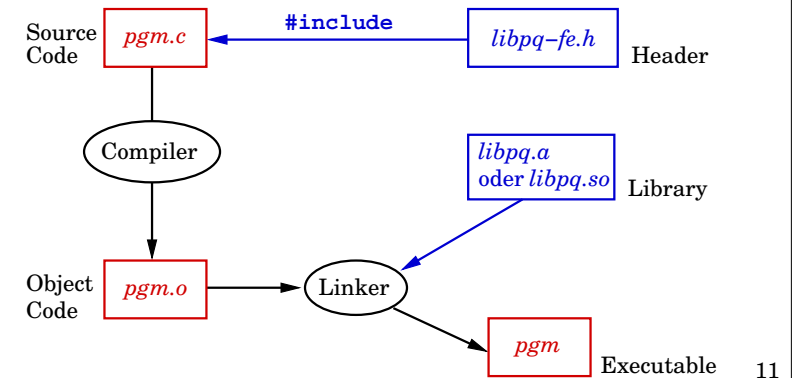 Source
Code
pgm.c
#include
libpq−fe.h
Header
Compiler
libpq.a
oder libpq.so
Library
Object
Code
pgm.o
Linker
pgm
Executable
11